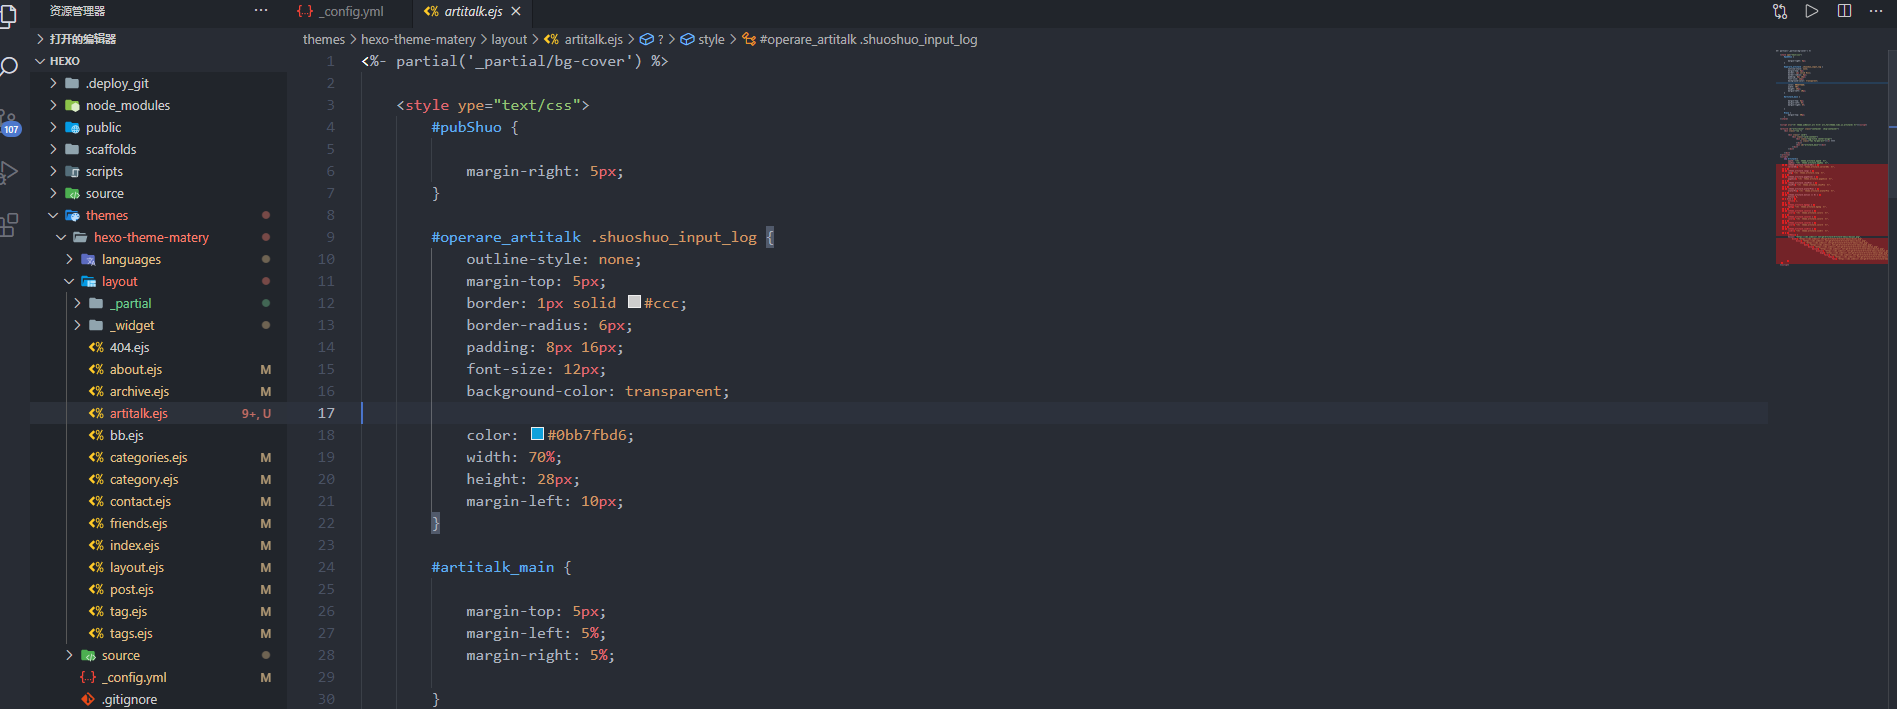 资源管理器
打开的编辑器
HEXO
.deploy_git
node_modules
public
scaffolds
scripts
source
themes
hexo-theme-matery
languages
layout
_partial
_widget
404.ejs
about.ejs M
archive.ejs M
artitalk.ejs 9+, U
bb.ejs
categories.ejs M
category.ejs M
contact.ejs M
friends.ejs M
index.ejs M
layout.ejs M
post.ejs M
tag.ejs M
tags.ejs M
source
_config.yml M
.gitignore
107
_config.yml
artitalk.ejs
themes > hexo-theme-matery > layout > artitalk.ejs > ? > style > #operare_artitalk .shuoshuo_input_log
1 <%- partial('_partial/bg-cover') %>
2
3 <style ype="text/css">
4 #pubShuo {
5
6 margin-right: 5px;
7 }
8
9 #operare_artitalk .shuoshuo_input_log {
10 outline-style: none;
11 margin-top: 5px;
12 border: 1px solid #ccc;
13 border-radius: 6px;
14 padding: 8px 16px;
15 font-size: 12px;
16 background-color: transparent;
17
18 color: #0bb7fbd6;
19 width: 70%;
20 height: 28px;
21 margin-left: 10px;
22 }
23
24 #artitalk_main {
25
26 margin-top: 5px;
27 margin-left: 5%;
28 margin-right: 5%;
29
30 }